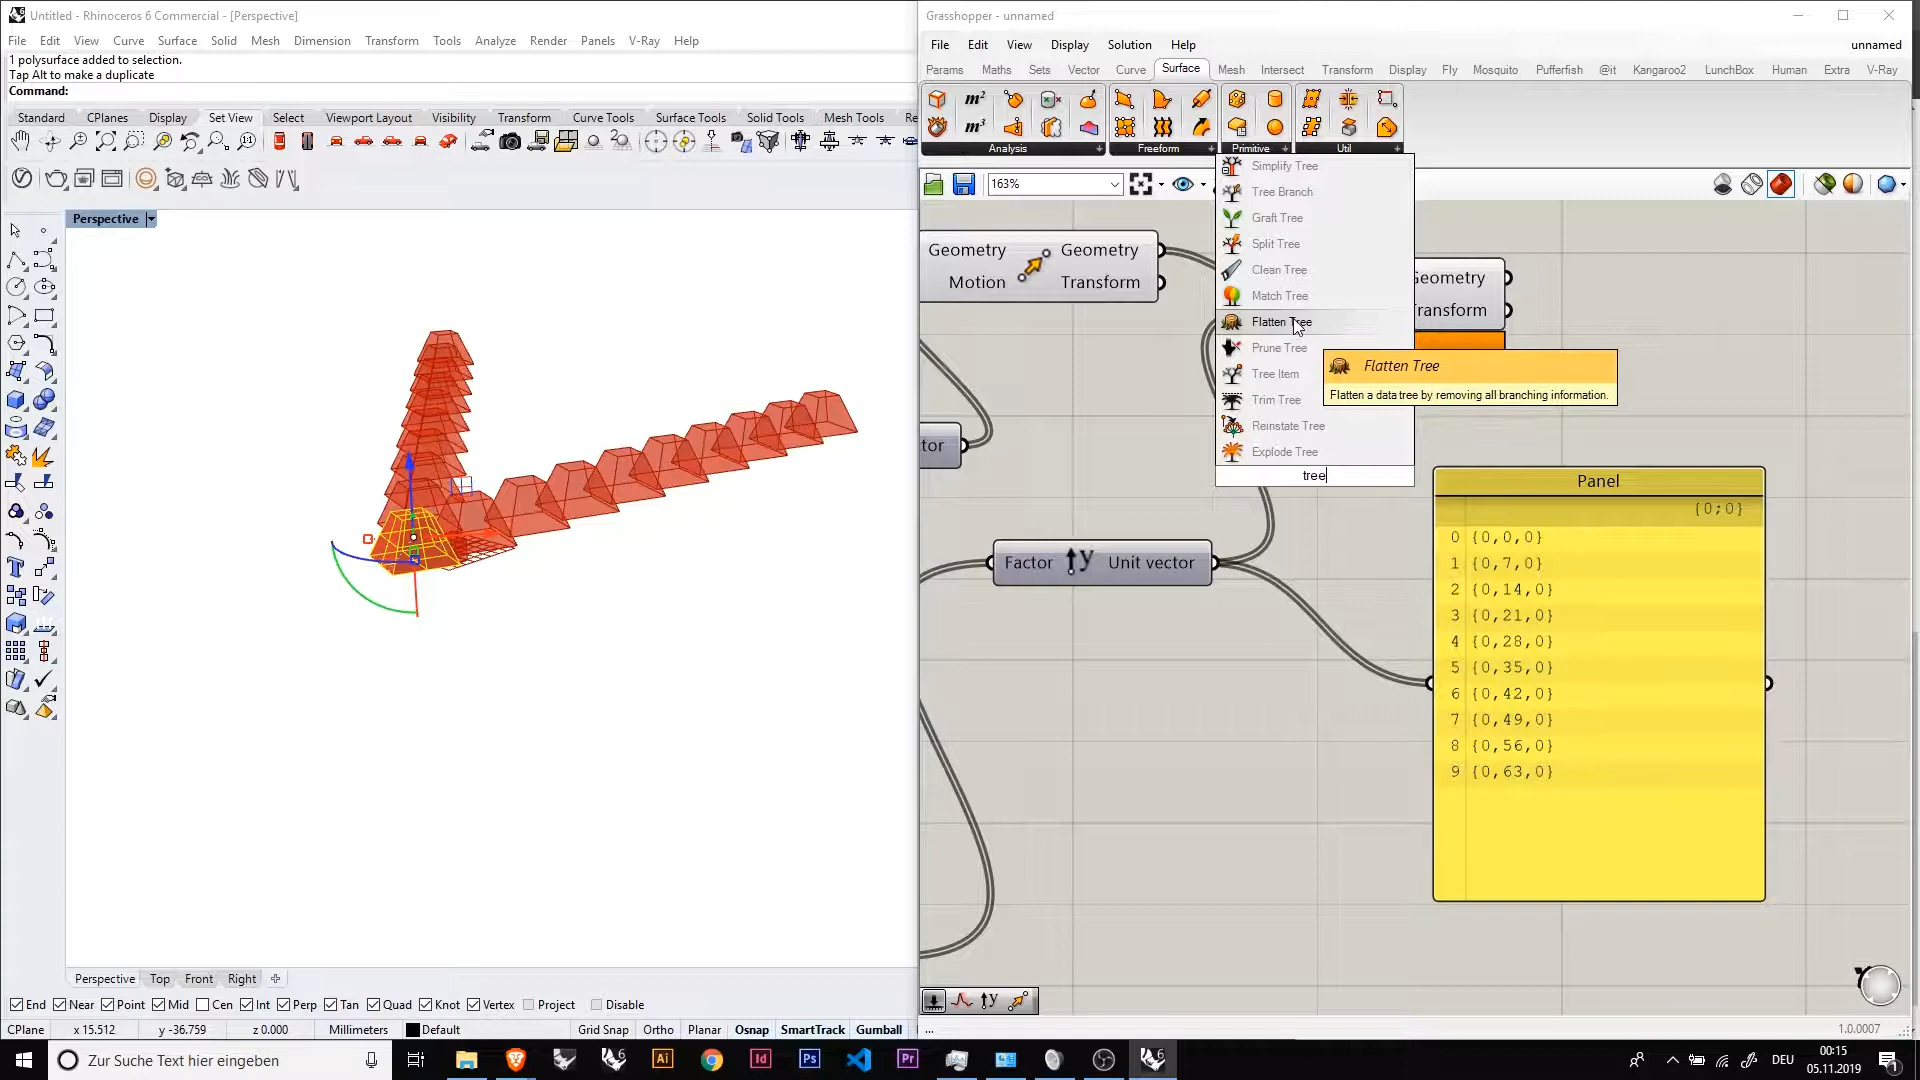 Untitled - Rhinoceros 6 Commercial - [Perspective]
File Edit View Curve Surface Solid Mesh Dimension Transform Tools Analyze Render Panels V-Ray Help
1 polysurface added to selection.
Tap Alt to make a duplicate
Command:
Standard CPlanes Display Set View Select Viewport Layout Visibility Transform Curve Tools Surface Tools Solid Tools Mesh Tools Re
Perspective
Perspective Top Front Right
End Near Point Mid Cen Int Perp Tan Quad Knot Vertex Project Disable
CPlane x 15.512 y -36.759 z 0.000 Millimeters Default Grid Snap Ortho Planar Osnap SmartTrack Gumball
Grasshopper - unnamed
File Edit View Display Solution Help unnamed
Params Maths Sets Vector Curve Surface Mesh Intersect Transform Display Fly Mosquito Pufferfish @it Kangaroo2 LunchBox Human Extra V-Ray
m² m³
Analysis Freeform Primitive Util
163%
Geometry Geometry
Motion Transform
Simplify Tree
Tree Branch
Graft Tree
Split Tree
Clean Tree
Match Tree
Flatten Tree
Prune Tree
Tree Item
Trim Tree
Reinstate Tree
Explode Tree
tree
Geometry
Transform
Flatten Tree
Flatten a data tree by removing all branching information.
tor
Factor y Unit vector
Panel
{0;0}
0 {0,0,0}
1 {0,7,0}
2 {0,14,0}
3 {0,21,0}
4 {0,28,0}
5 {0,35,0}
6 {0,42,0}
7 {0,49,0}
8 {0,56,0}
9 {0,63,0}
y
...
1.0.0007
Zur Suche Text hier eingeben
Ai Id Ps Pr
DEU
00:15
05.11.2019
1